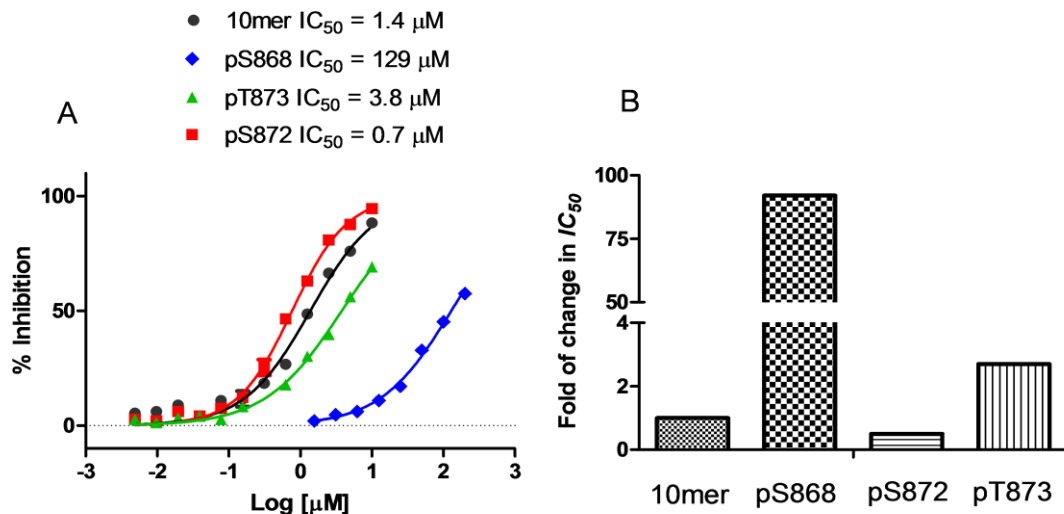 10mer IC50 = 1.4 μM
pS868 IC50 = 129 μM
pT873 IC50 = 3.8 μM
pS872 IC50 = 0.7 μM
A
100
50
0
-3 -2 -1 0 1 2 3
% Inhibition
Log [μM]
B
100
75
50
4
2
0
Fold of change in IC50
10mer pS868 pS872 pT873